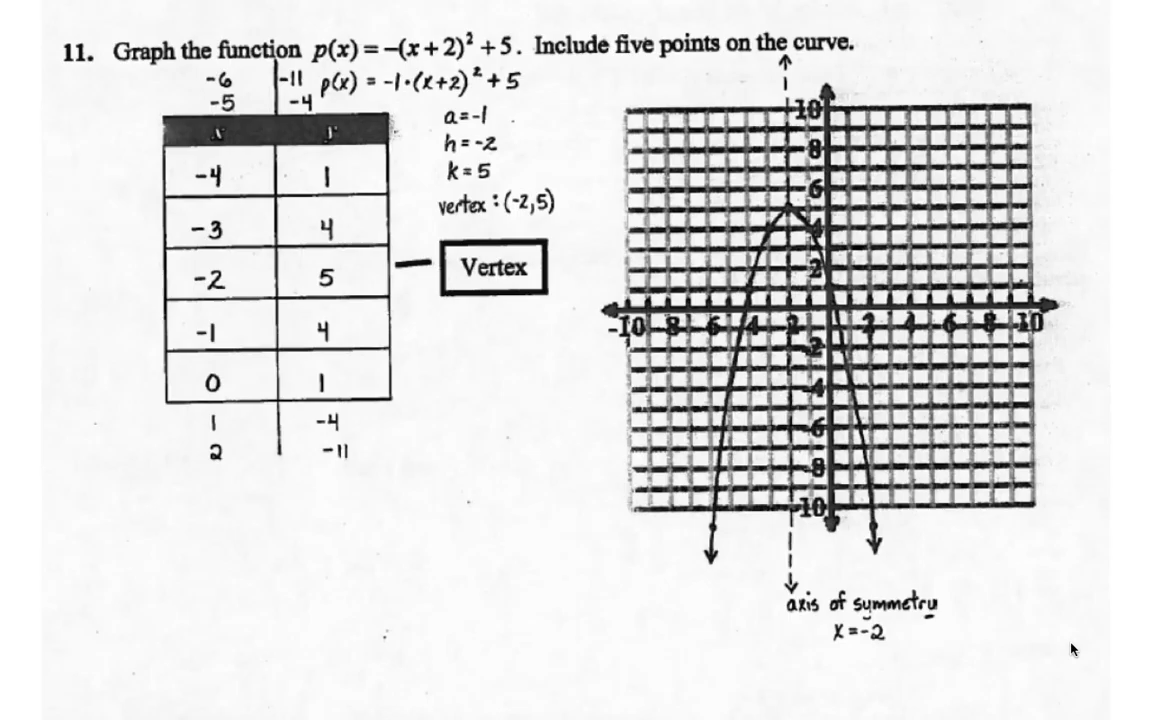 11. Graph the function p(x) = -(x + 2)² + 5. Include five points on the curve.
-6 -11 p(x) = -1·(x+2)² + 5
-5 -4
x y
a = -1
h = -2
k = 5
vertex : (-2,5)
-4 1
-3 4
-2 5
Vertex
-1 4
0 1
1 -4
2 -11
10
8
6
4
2
-10 -8 -6 -4 -2 2 4 6 8 10
-2
-4
-6
-8
-10
axis of symmetry
x = -2